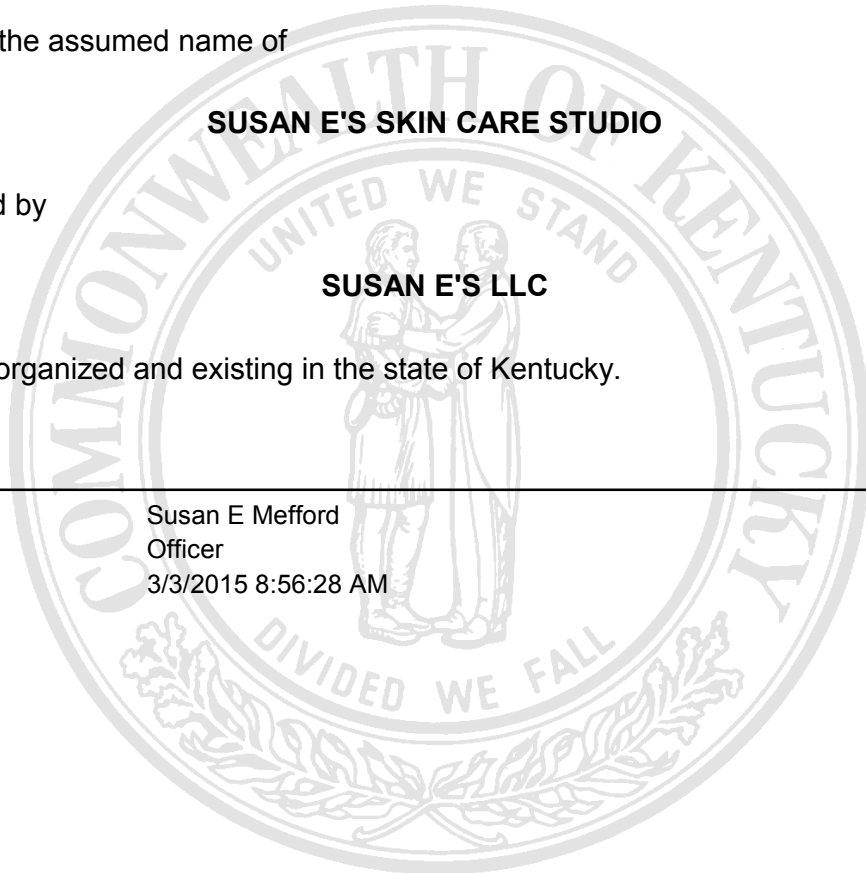 the assumed name of
SUSAN E'S SKIN CARE STUDIO
d by
SUSAN E'S LLC
organized and existing in the state of Kentucky.
Susan E Mefford
Officer
3/3/2015 8:56:28 AM
COMMONWEALTH OF KENTUCKY
UNITED WE STAND
DIVIDED WE FALL